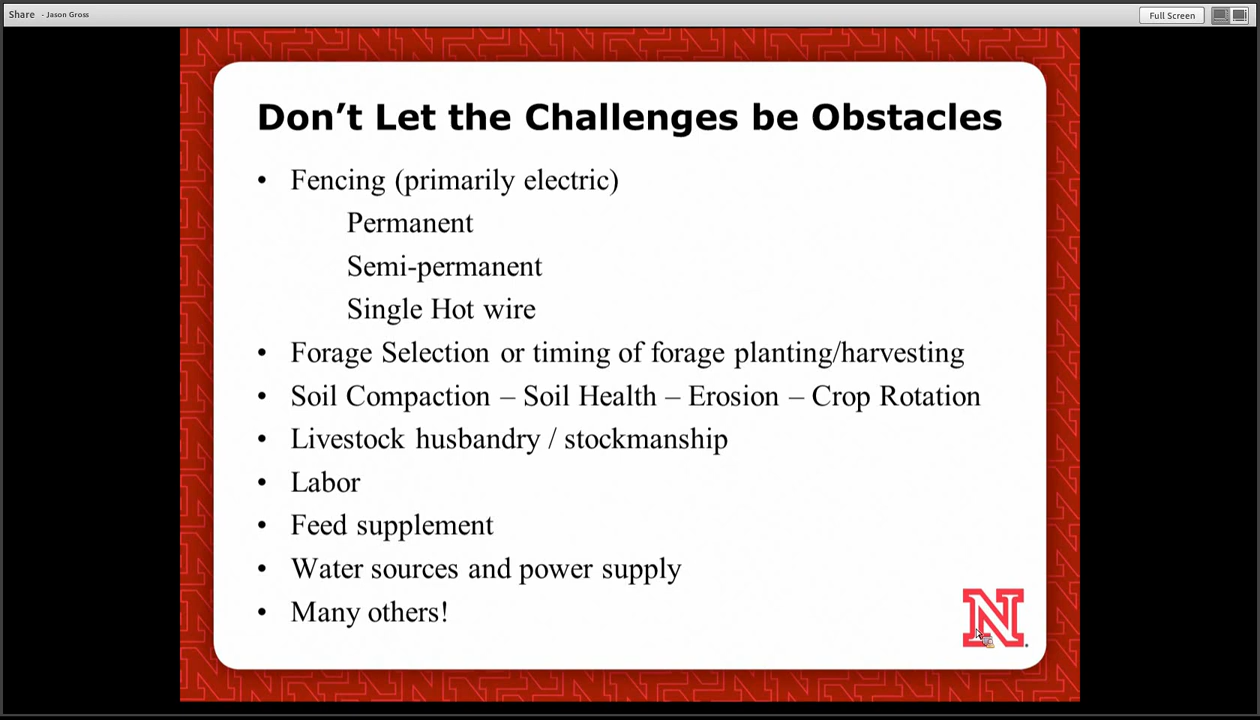 Share - Jason Gross
Full Screen
Don’t Let the Challenges be Obstacles
• Fencing (primarily electric)
Permanent
Semi-permanent
Single Hot wire
• Forage Selection or timing of forage planting/harvesting
• Soil Compaction – Soil Health – Erosion – Crop Rotation
• Livestock husbandry / stockmanship
• Labor
• Feed supplement
• Water sources and power supply
• Many others!
N